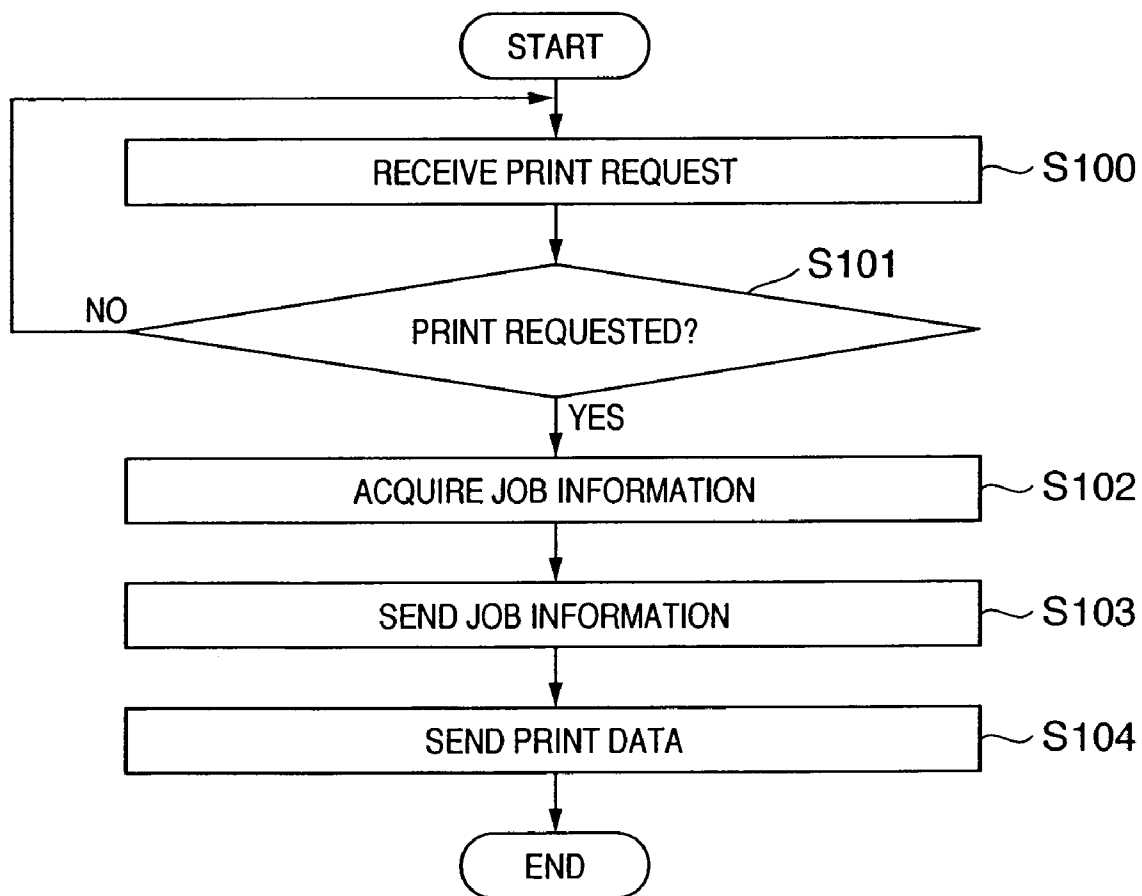 START
RECEIVE PRINT REQUEST
S100
S101
NO
PRINT REQUESTED?
YES
ACQUIRE JOB INFORMATION
S102
SEND JOB INFORMATION
S103
SEND PRINT DATA
S104
END